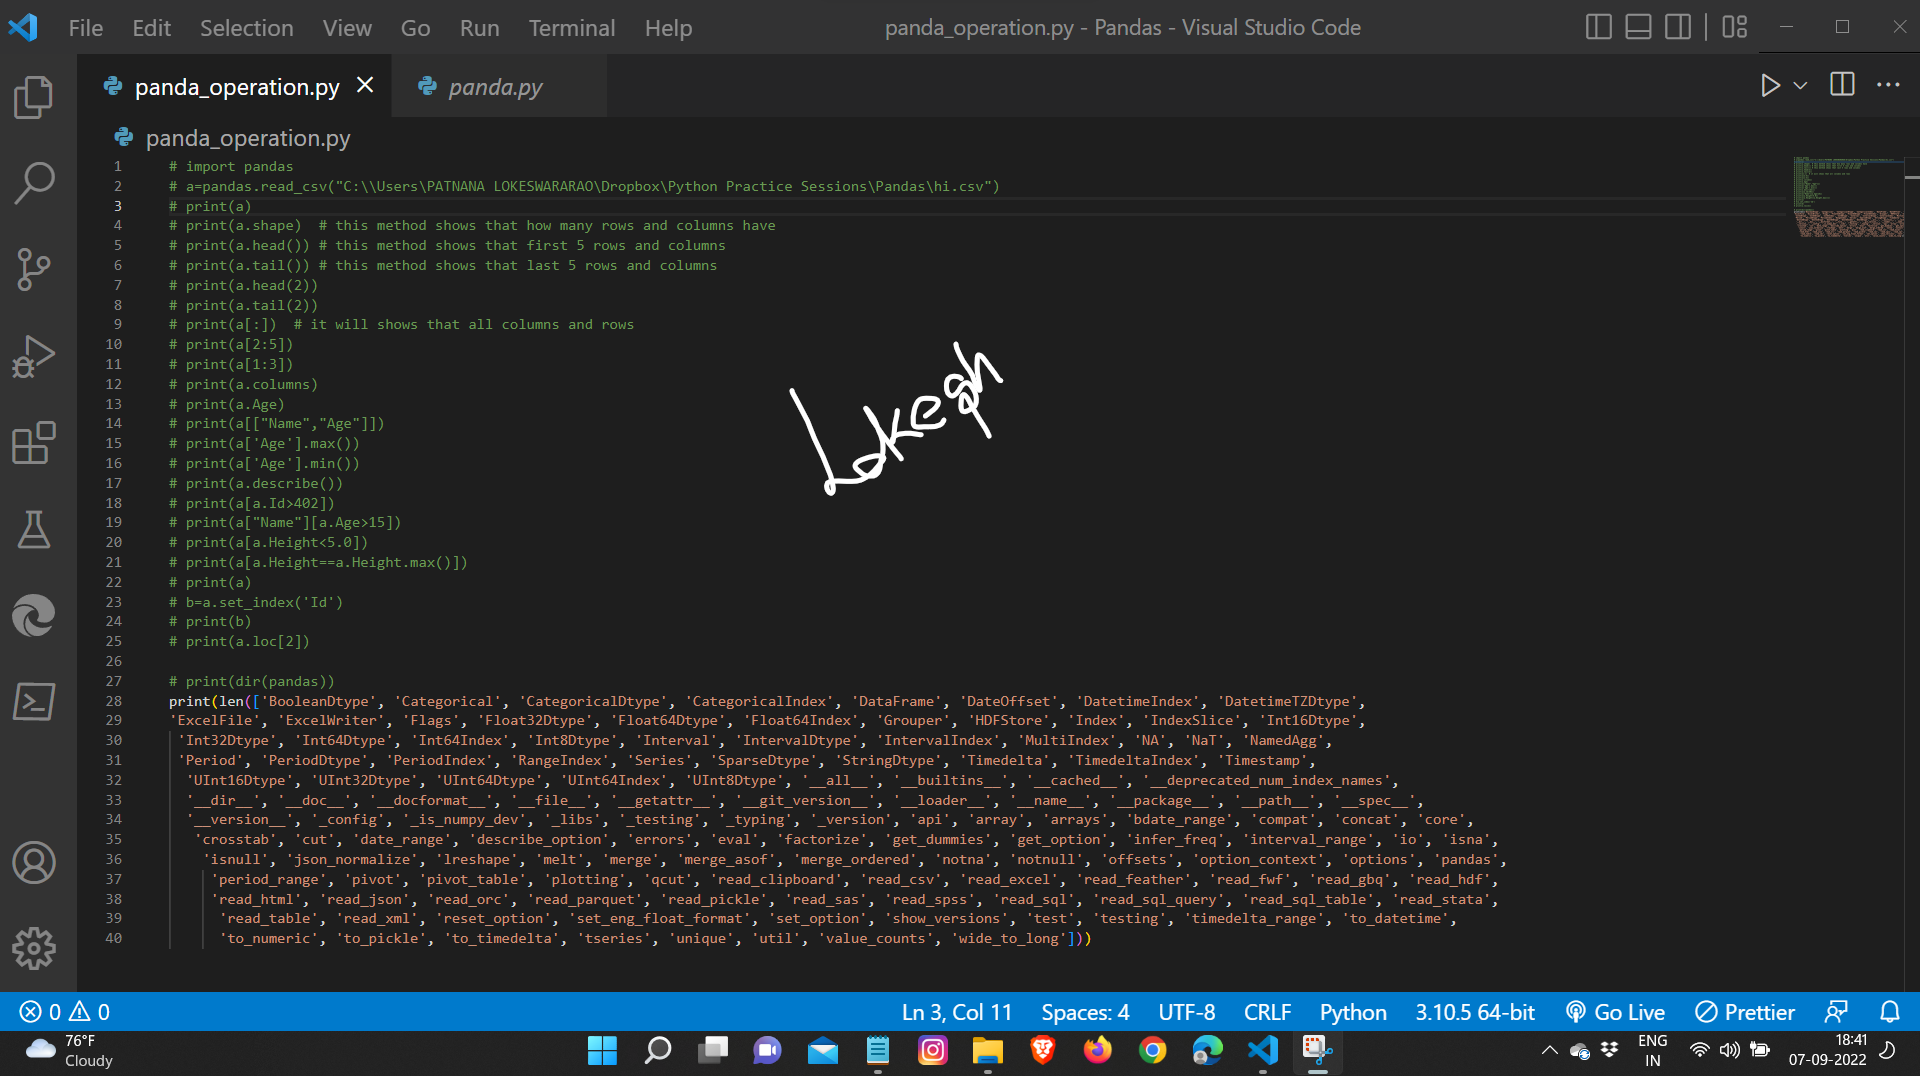 File Edit Selection View Go Run Terminal Help panda_operation.py - Pandas - Visual Studio Code
panda_operation.py panda.py
panda_operation.py
1 # import pandas
2 # a=pandas.read_csv("C:\\Users\PATNANA LOKESWARARAO\Dropbox\Python Practice Sessions\Pandas\hi.csv")
3 # print(a)
4 # print(a.shape)  # this method shows that how many rows and columns have
5 # print(a.head()) # this method shows that first 5 rows and columns
6 # print(a.tail()) # this method shows that last 5 rows and columns
7 # print(a.head(2))
8 # print(a.tail(2))
9 # print(a[:])  # it will shows that all columns and rows
10 # print(a[2:5])
11 # print(a[1:3])
12 # print(a.columns)
13 # print(a.Age)
14 # print(a[["Name","Age"]])
15 # print(a['Age'].max())
16 # print(a['Age'].min())
17 # print(a.describe())
18 # print(a[a.Id>402])
19 # print(a["Name"][a.Age>15])
20 # print(a[a.Height<5.0])
21 # print(a[a.Height==a.Height.max()])
22 # print(a)
23 # b=a.set_index('Id')
24 # print(b)
25 # print(a.loc[2])
26
27 # print(dir(pandas))
28 print(len(['BooleanDtype', 'Categorical', 'CategoricalDtype', 'CategoricalIndex', 'DataFrame', 'DateOffset', 'DatetimeIndex', 'DatetimeTZDtype',
29 'ExcelFile', 'ExcelWriter', 'Flags', 'Float32Dtype', 'Float64Dtype', 'Float64Index', 'Grouper', 'HDFStore', 'Index', 'IndexSlice', 'Int16Dtype',
30 'Int32Dtype', 'Int64Dtype', 'Int64Index', 'Int8Dtype', 'Interval', 'IntervalDtype', 'IntervalIndex', 'MultiIndex', 'NA', 'NaT', 'NamedAgg',
31 'Period', 'PeriodDtype', 'PeriodIndex', 'RangeIndex', 'Series', 'SparseDtype', 'StringDtype', 'Timedelta', 'TimedeltaIndex', 'Timestamp',
32 'UInt16Dtype', 'UInt32Dtype', 'UInt64Dtype', 'UInt64Index', 'UInt8Dtype', '__all__', '__builtins__', '__cached__', '__deprecated_num_index_names',
33 '__dir__', '__doc__', '__docformat__', '__file__', '__getattr__', '__git_version__', '__loader__', '__name__', '__package__', '__path__', '__spec__',
34 '__version__', '_config', '_is_numpy_dev', '_libs', '_testing', '_typing', '_version', 'api', 'array', 'arrays', 'bdate_range', 'compat', 'concat', 'core',
35 'crosstab', 'cut', 'date_range', 'describe_option', 'errors', 'eval', 'factorize', 'get_dummies', 'get_option', 'infer_freq', 'interval_range', 'io', 'isna',
36 'isnull', 'json_normalize', 'lreshape', 'melt', 'merge', 'merge_asof', 'merge_ordered', 'notna', 'notnull', 'offsets', 'option_context', 'options', 'pandas',
37 'period_range', 'pivot', 'pivot_table', 'plotting', 'qcut', 'read_clipboard', 'read_csv', 'read_excel', 'read_feather', 'read_fwf', 'read_gbq', 'read_hdf',
38 'read_html', 'read_json', 'read_orc', 'read_parquet', 'read_pickle', 'read_sas', 'read_spss', 'read_sql', 'read_sql_query', 'read_sql_table', 'read_stata',
39 'read_table', 'read_xml', 'reset_option', 'set_eng_float_format', 'set_option', 'show_versions', 'test', 'testing', 'timedelta_range', 'to_datetime',
40 'to_numeric', 'to_pickle', 'to_timedelta', 'tseries', 'unique', 'util', 'value_counts', 'wide_to_long']))
Lokesh
0 0 Ln 3, Col 11 Spaces: 4 UTF-8 CRLF Python 3.10.5 64-bit Go Live Prettier
76°F
Cloudy
ENG
IN
18:41
07-09-2022